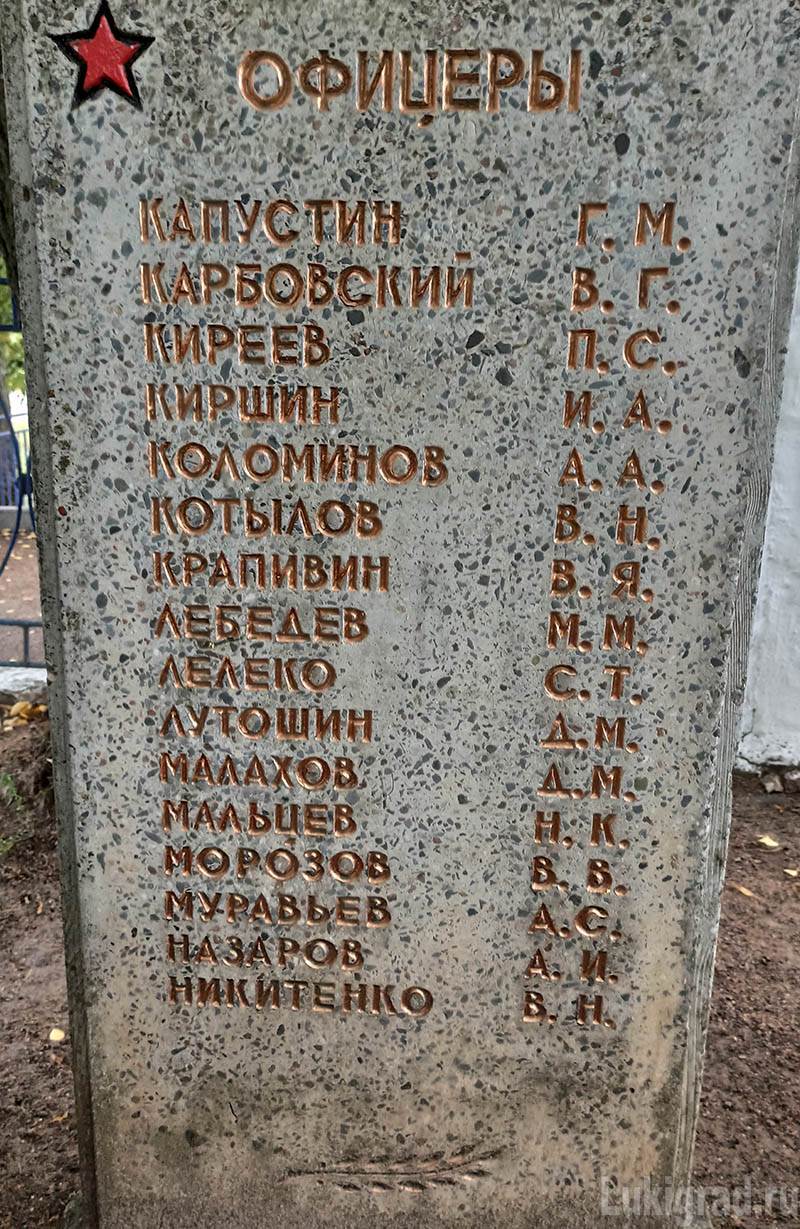 ОФИЦЕРЫ
КАПУСТИН Г. М.
КАРБОВСКИЙ В. Г.
КИРЕЕВ П. С.
КИРШИН И. А.
КОЛОМИНОВ А. А.
КОТЫЛОВ В. Н.
КРАПИВИН В. Я.
ЛЕБЕДЕВ М. М.
ЛЕЛЕКО С. Т.
ЛУТОШИН Д. М.
МАЛАХОВ Д. М.
МАЛЬЦЕВ Н. К.
МОРОЗОВ В. В.
МУРАВЬЕВ А. С.
НАЗАРОВ А. И.
НИКИТЕНКО В. Н.
Lukigrad.ru